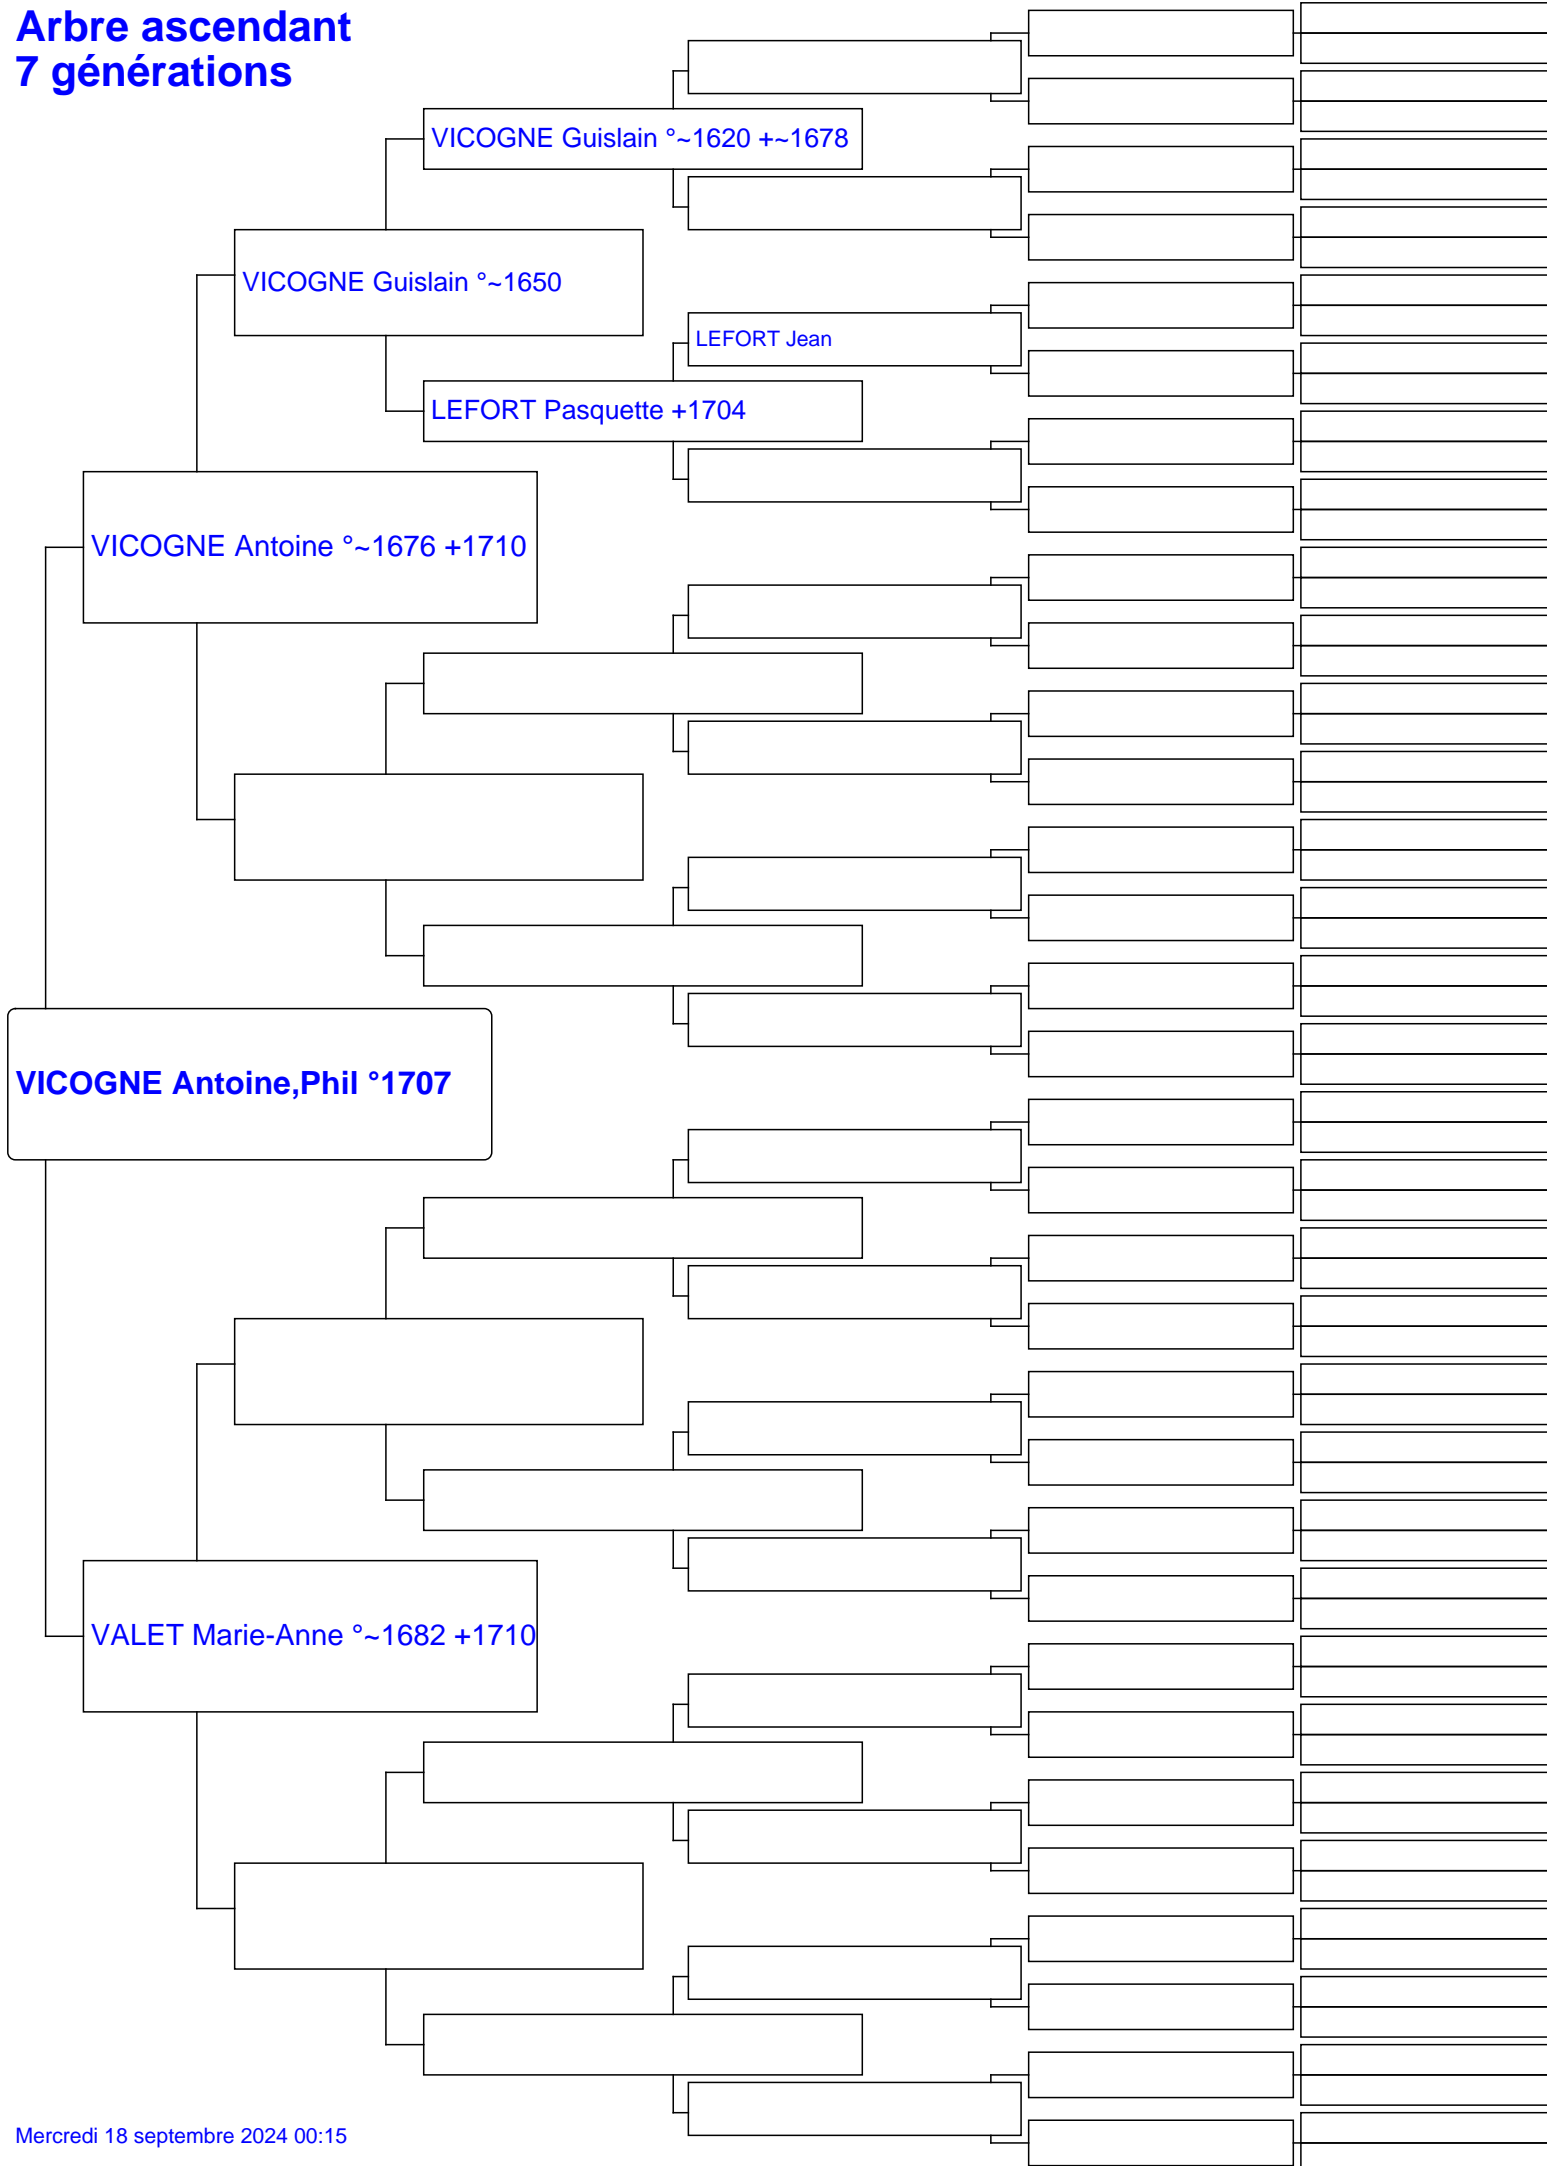 Arbre ascendant
7 générations
VICOGNE Guislain °~1620 +~1678
VICOGNE Guislain °~1650
LEFORT Jean
LEFORT Pasquette +1704
VICOGNE Antoine °~1676 +1710
VICOGNE Antoine,Phil °1707
VALET Marie-Anne °~1682 +1710
Mercredi 18 septembre 2024 00:15